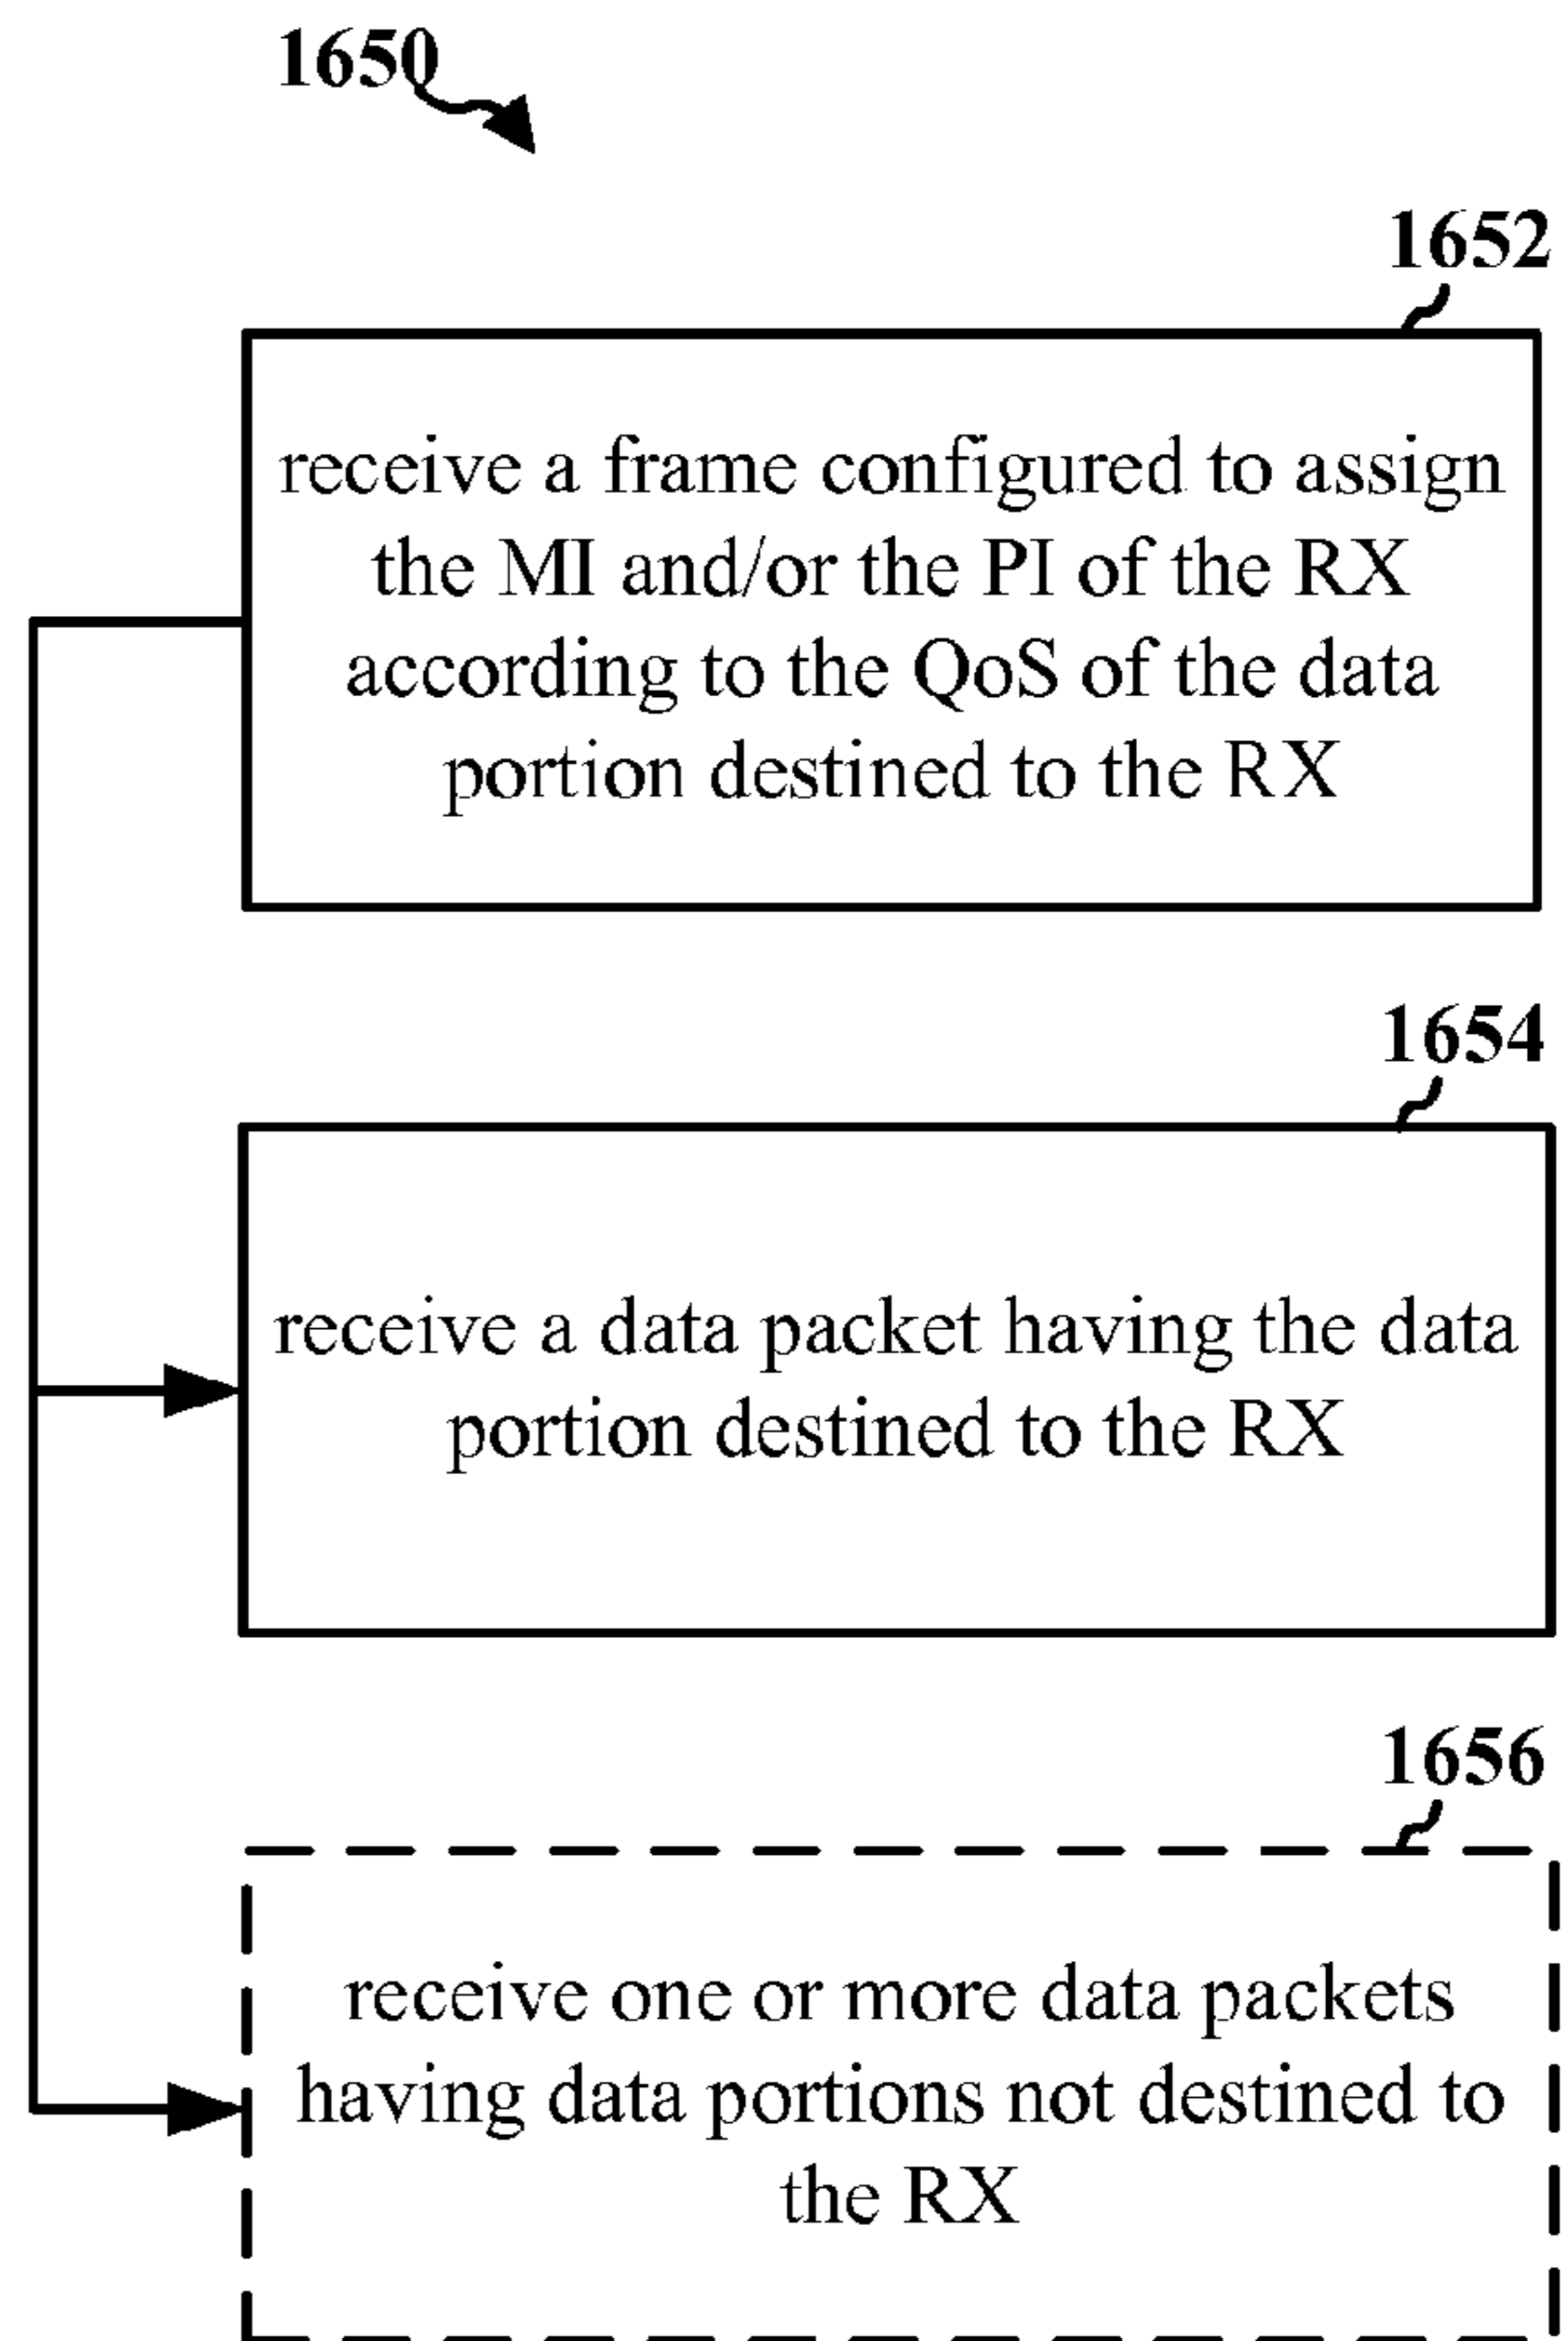 1650
1652
receive a frame configured to assign
the MI and/or the PI of the RX
according to the QoS of the data
portion destined to the RX
1654
receive a data packet having the data
portion destined to the RX
1656
receive one or more data packets
having data portions not destined to
the RX